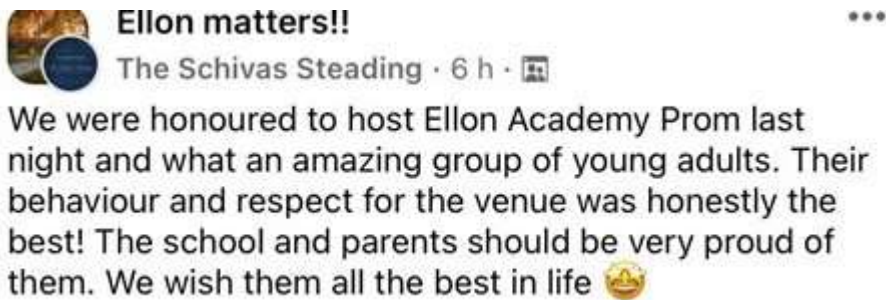 Ellon matters!!
The Schivas Steading · 6 h ·
We were honoured to host Ellon Academy Prom last
night and what an amazing group of young adults. Their
behaviour and respect for the venue was honestly the
best! The school and parents should be very proud of
them. We wish them all the best in life 🤩